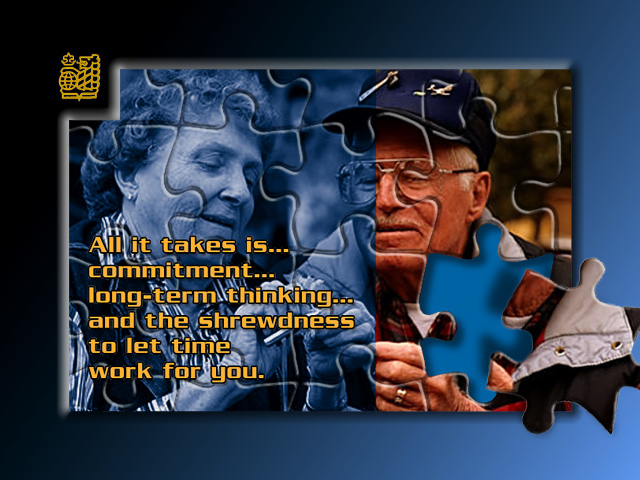 All it takes is...
commitment...
long-term thinking...
and the shrewdness
to let time
work for you.